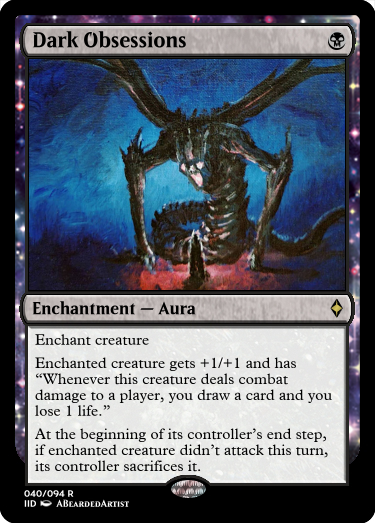 Dark Obsessions
Enchantment — Aura
Enchant creature
Enchanted creature gets +1/+1 and has
“Whenever this creature deals combat
damage to a player, you draw a card and you
lose 1 life.”
At the beginning of its controller’s end step,
if enchanted creature didn’t attack this turn,
its controller sacrifices it.
040/094 R
IID ABeardedArtist